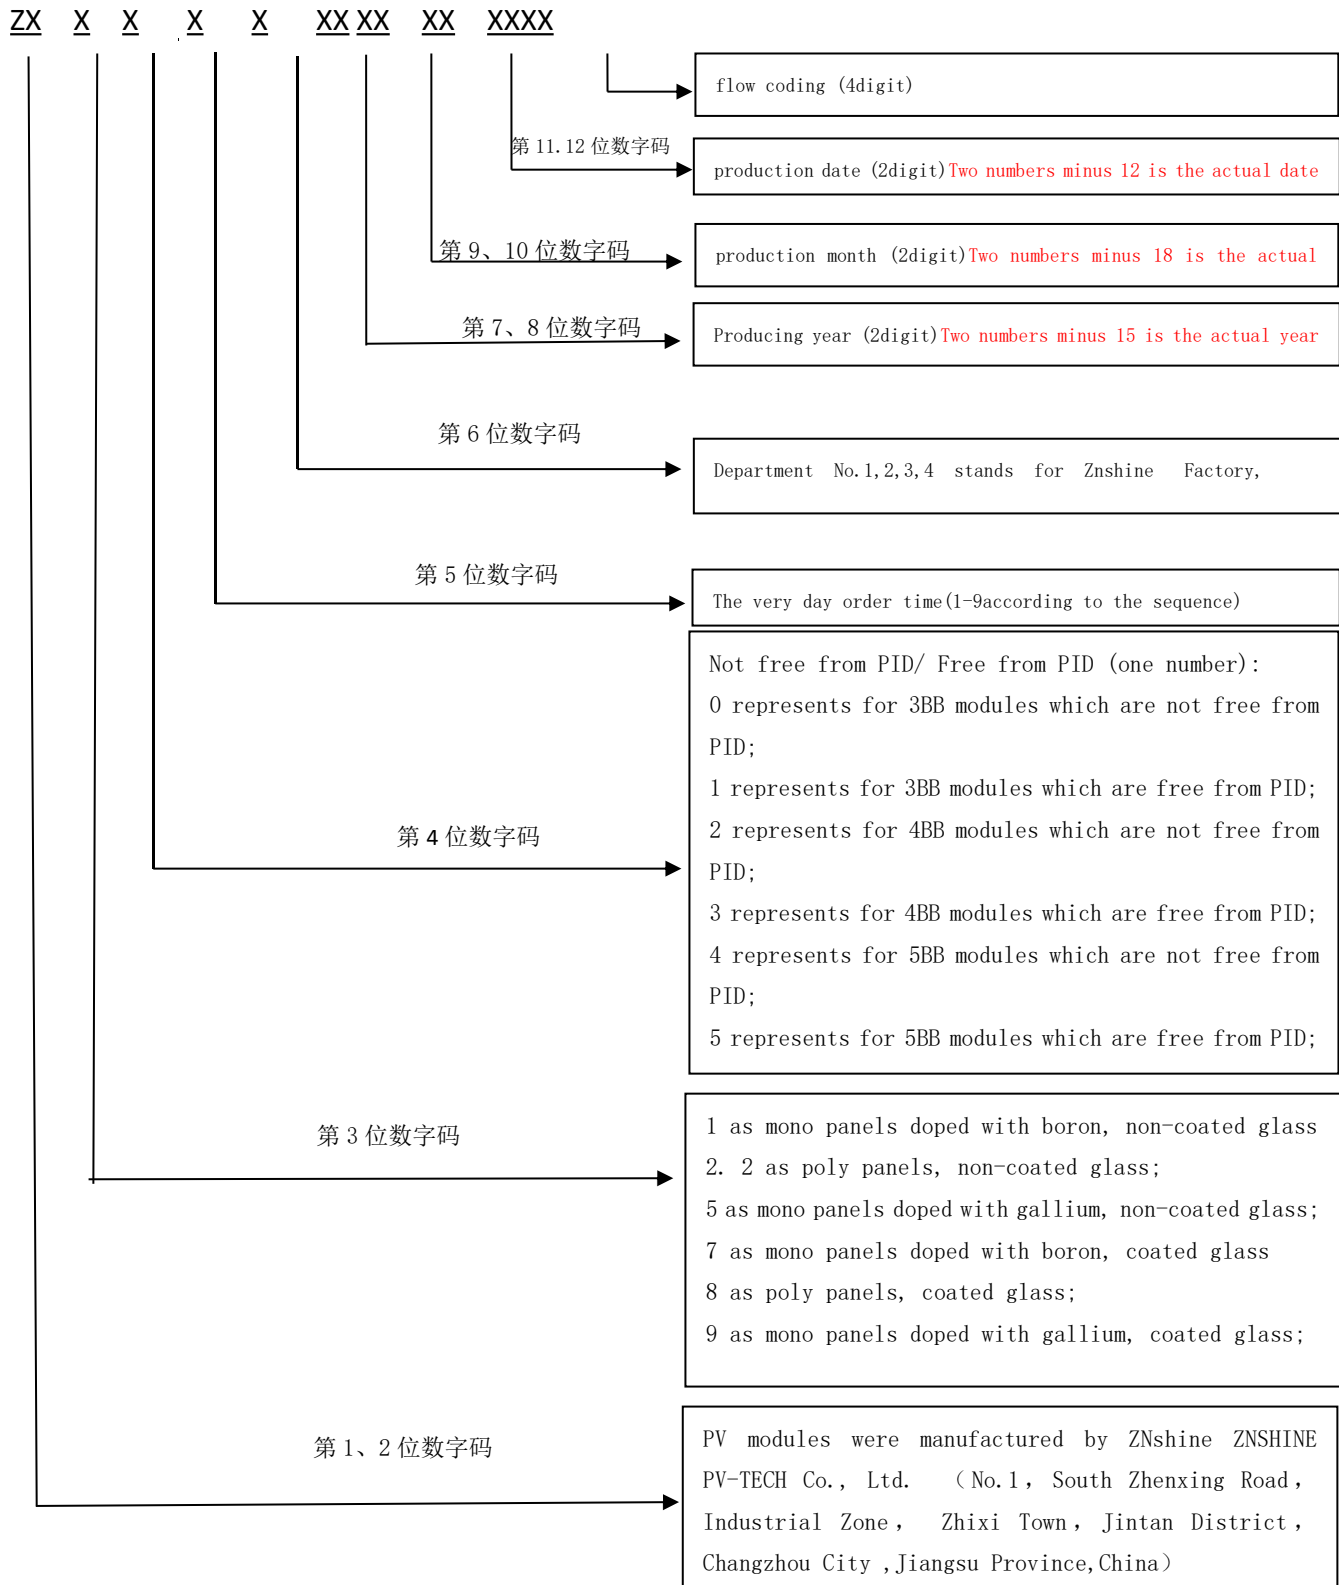 ZX X X X X XX XX XX XXXX
flow coding (4digit)
第 11.12 位数字码
production date (2digit)Two numbers minus 12 is the actual date
第 9、10 位数字码
production month (2digit)Two numbers minus 18 is the actual
第 7、8 位数字码
Producing year (2digit)Two numbers minus 15 is the actual year
第 6 位数字码
Department No.1,2,3,4 stands for Znshine Factory,
第 5 位数字码
The very day order time(1-9according to the sequence)
第 4 位数字码
Not free from PID/ Free from PID (one number):
0 represents for 3BB modules which are not free from
PID;
1 represents for 3BB modules which are free from PID;
2 represents for 4BB modules which are not free from
PID;
3 represents for 4BB modules which are free from PID;
4 represents for 5BB modules which are not free from
PID;
5 represents for 5BB modules which are free from PID;
第 3 位数字码
1 as mono panels doped with boron, non-coated glass
2. 2 as poly panels, non-coated glass;
5 as mono panels doped with gallium, non-coated glass;
7 as mono panels doped with boron, coated glass
8 as poly panels, coated glass;
9 as mono panels doped with gallium, coated glass;
第 1、2 位数字码
PV modules were manufactured by ZNshine ZNSHINE
PV-TECH Co., Ltd. （No.1，South Zhenxing Road，
Industrial Zone， Zhixi Town，Jintan District，
Changzhou City ,Jiangsu Province,China）